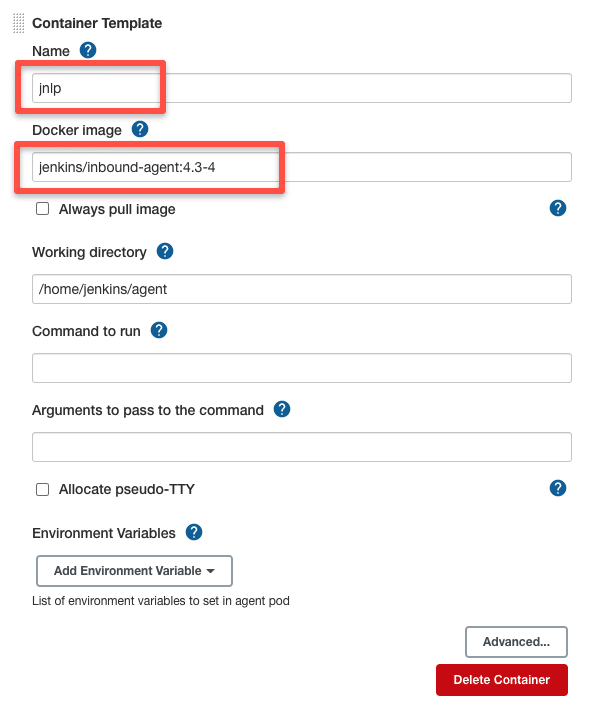 Container Template
Name ?
jnlp
Docker image ?
jenkins/inbound-agent:4.3-4
Always pull image ?
Working directory ?
/home/jenkins/agent
Command to run ?
Arguments to pass to the command ?
Allocate pseudo-TTY ?
Environment Variables ?
Add Environment Variable
List of environment variables to set in agent pod
Advanced...
Delete Container